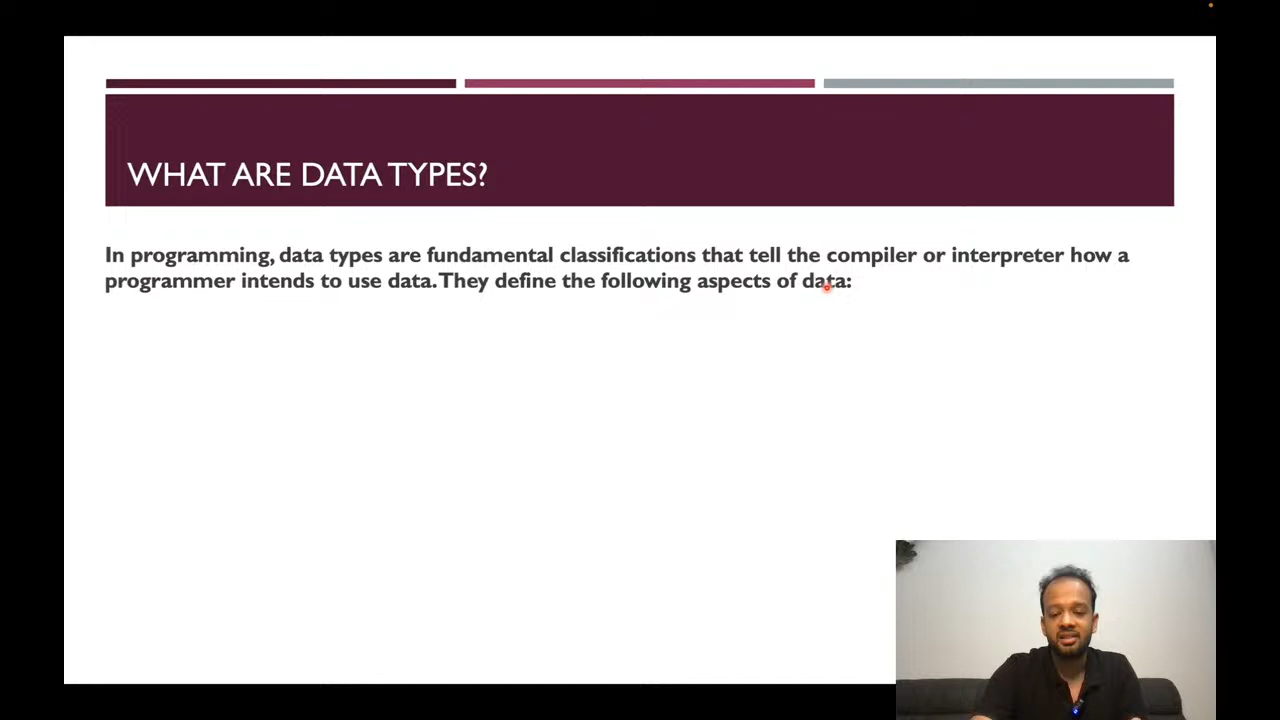 WHAT ARE DATA TYPES?
In programming, data types are fundamental classifications that tell the compiler or interpreter how a
programmer intends to use data. They define the following aspects of data: